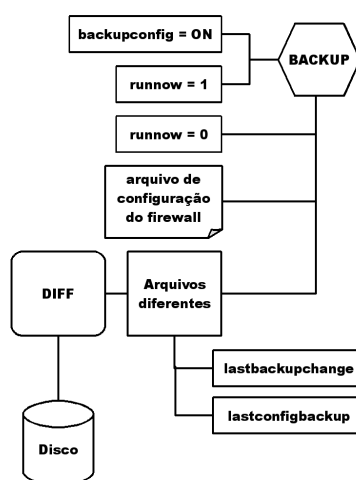 backupconfig = ON
BACKUP
runnow = 1
runnow = 0
arquivo de
configuração
do firewall
DIFF
Arquivos
diferentes
lastbackupchange
lastconfigbackup
Disco